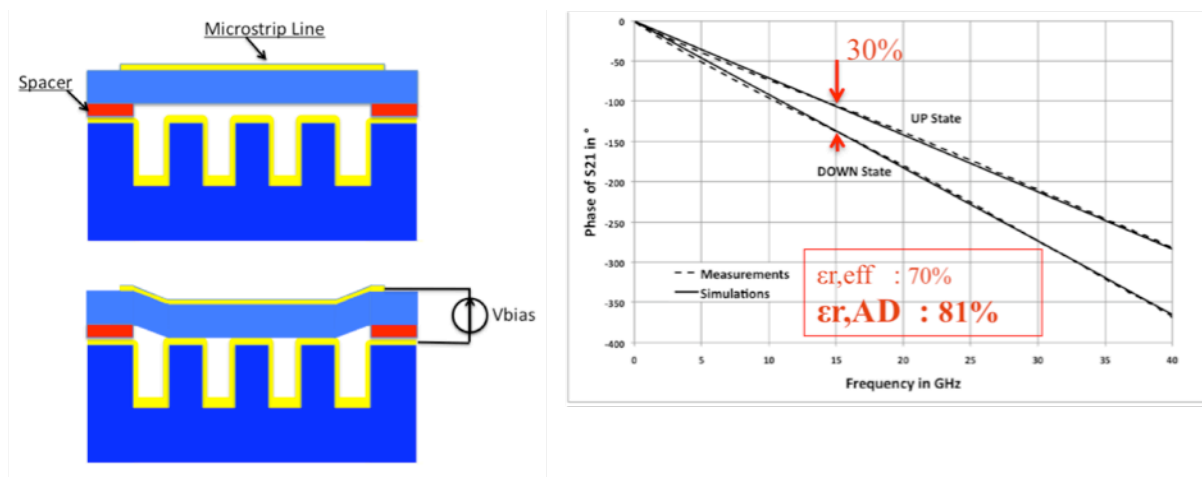 Microstrip Line
Spacer
Vbias
Phase of S21 in °
0
-50
-100
-150
-200
-250
-300
-350
-400
30%
UP State
DOWN State
Measurements
Simulations
εr,eff : 70%
εr,AD : 81%
0 5 10 15 20 25 30 35 40
Frequency in GHz